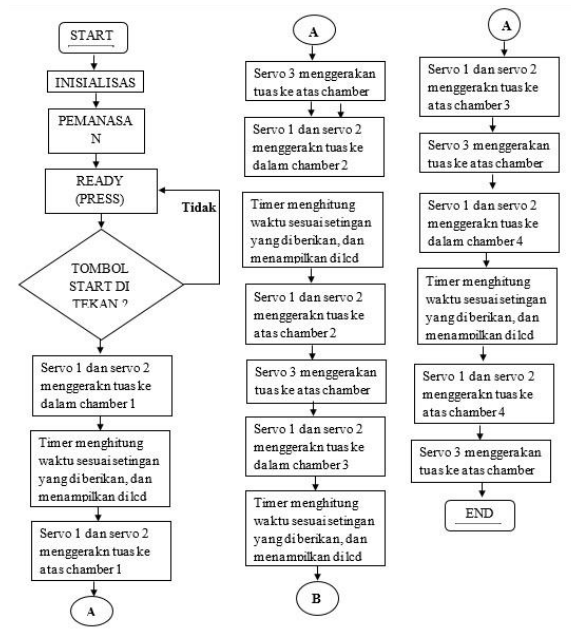 START
INISIALISAS
PEMANASA
N
READY
(PRESS)
Tidak
TOMBOL
START DI
TEKAN ?
Servo 1 dan servo 2
menggerakn tuas ke
dalam chamber 1
Timer menghitung
waktu sesuai setingan
yang di berikan, dan
menampilkan di lcd
Servo 1 dan servo 2
menggerakn tuas ke
atas chamber 1
A
A
Servo 3 menggerakan
tuas ke atas chamber
Servo 1 dan servo 2
menggerakn tuas ke
dalam chamber 2
Timer menghitung
waktu sesuai setingan
yang di berikan, dan
menampilkan di lcd
Servo 1 dan servo 2
menggerakn tuas ke
atas chamber 2
Servo 3 menggerakan
tuas ke atas chamber
Servo 1 dan servo 2
menggerakn tuas ke
dalam chamber 3
Timer menghitung
waktu sesuai setingan
yang di berikan, dan
menampilkan di lcd
B
A
Servo 1 dan servo 2
menggerakn tuas ke
atas chamber 3
Servo 3 menggerakan
tuas ke atas chamber
Servo 1 dan servo 2
menggerakn tuas ke
dalam chamber 4
Timer menghitung
waktu sesuai setingan
yang di berikan, dan
menampilkan di lcd
Servo 1 dan servo 2
menggerakn tuas ke
atas chamber 4
Servo 3 menggerakan
tuas ke atas chamber
END